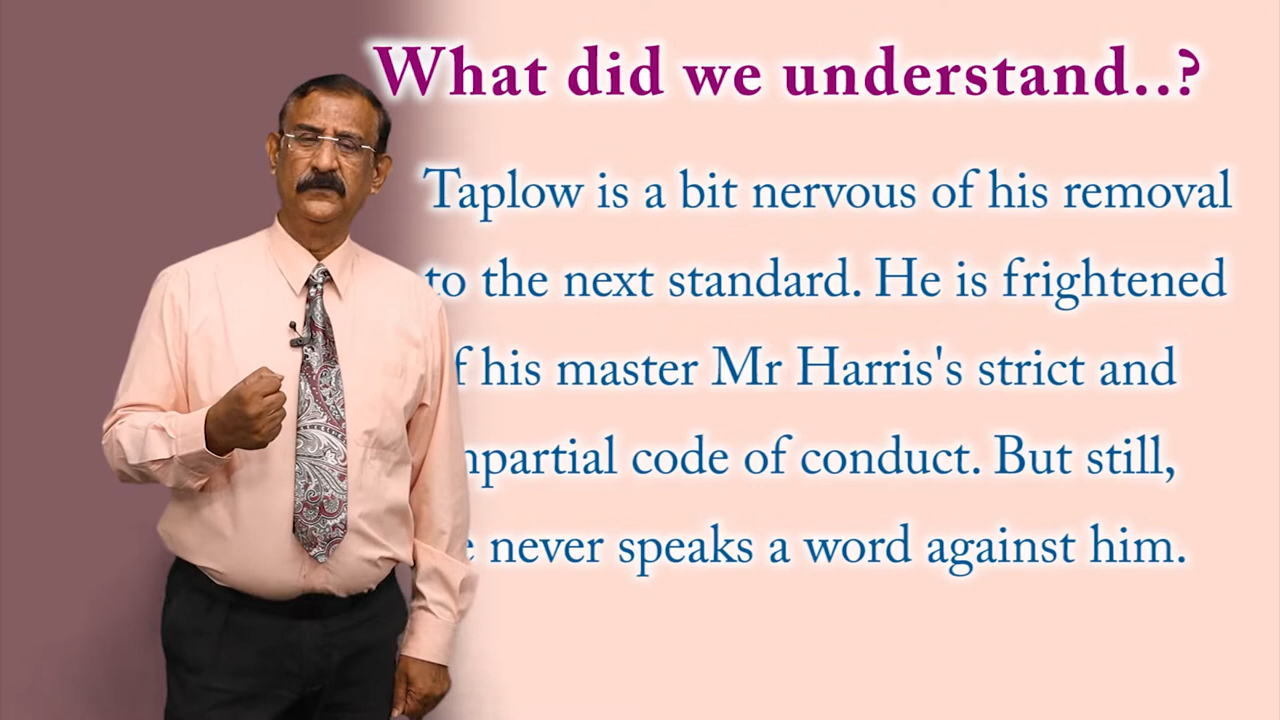 What did we understand..?
Taplow is a bit nervous of his removal
to the next standard. He is frightened
his master Mr Harris's strict and
code of conduct. But still,
never speaks a word against him.